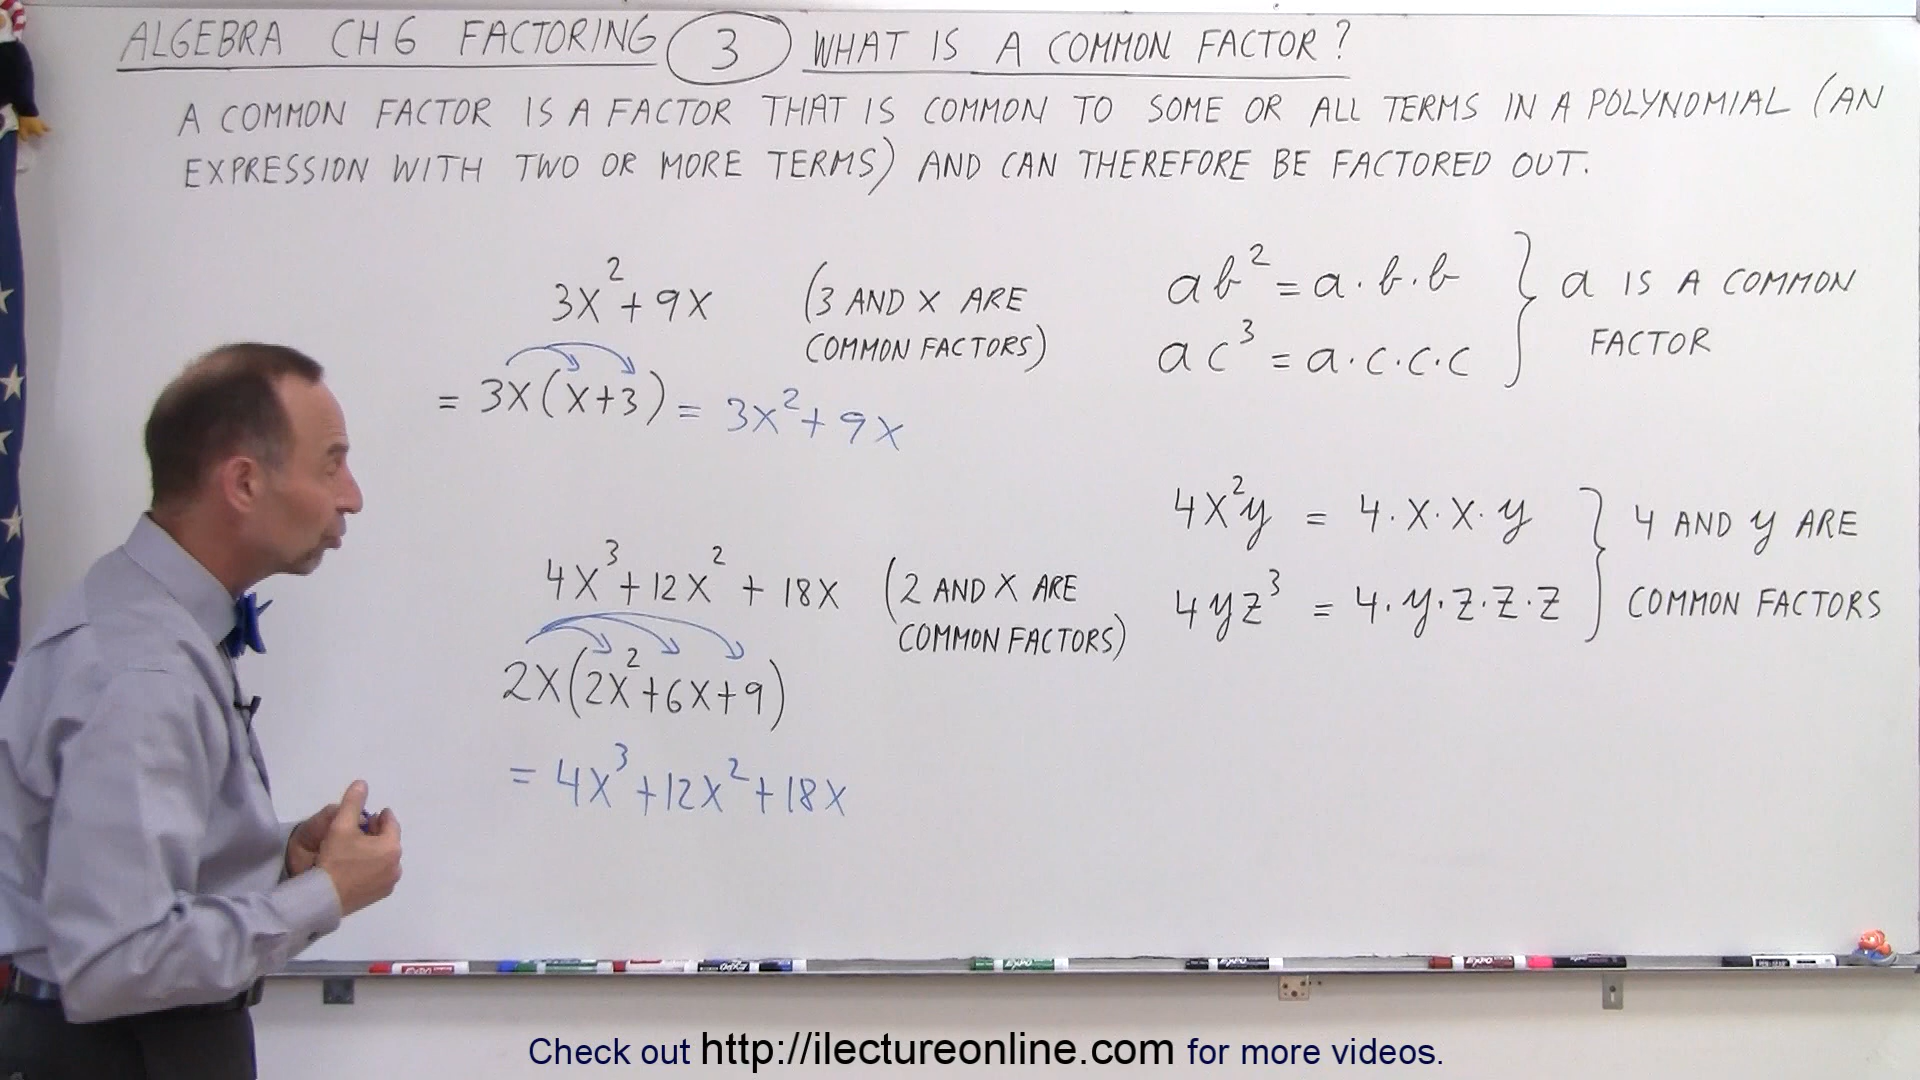 ALGEBRA CH 6 FACTORING 3 WHAT IS A COMMON FACTOR?
A COMMON FACTOR IS A FACTOR THAT IS COMMON TO SOME OR ALL TERMS IN A POLYNOMIAL (AN
EXPRESSION WITH TWO OR MORE TERMS) AND CAN THEREFORE BE FACTORED OUT.
3x²+9x (3 AND X ARE
COMMON FACTORS)
= 3x(x+3) = 3x²+9x
4x³+12x²+18x (2 AND X ARE
COMMON FACTORS)
2x(2x²+6x+9)
= 4x³+12x²+18x
ab² = a·b·b } a IS A COMMON
ac³ = a·c·c·c FACTOR
4x²y = 4·x·x·y } 4 AND y ARE
4yz³ = 4·y·z·z·z COMMON FACTORS
EXPO
EXPO
EXPO
Check out http://ilectureonline.com for more videos.